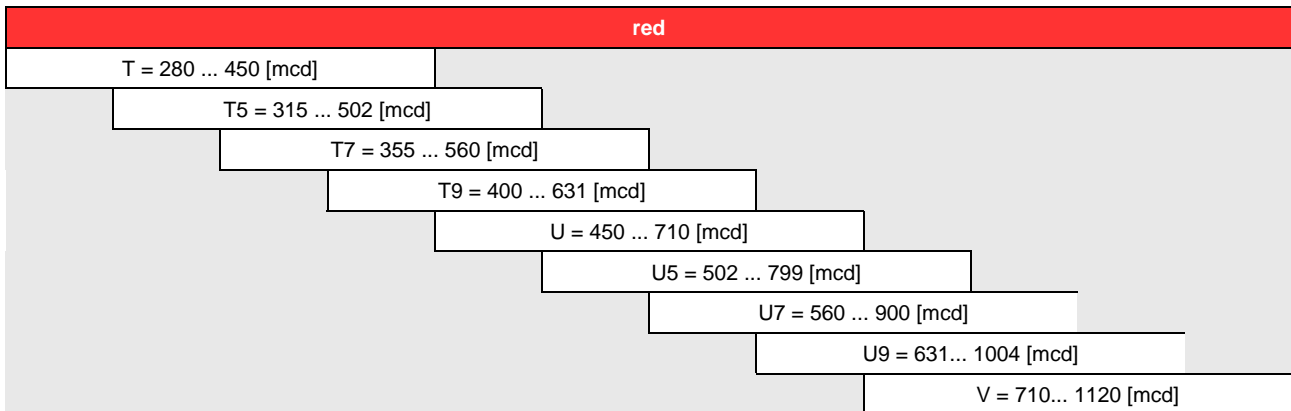 red
T = 280 ... 450 [mcd]
T5 = 315 ... 502 [mcd]
T7 = 355 ... 560 [mcd]
T9 = 400 ... 631 [mcd]
U = 450 ... 710 [mcd]
U5 = 502 ... 799 [mcd]
U7 = 560 ... 900 [mcd]
U9 = 631... 1004 [mcd]
V = 710... 1120 [mcd]